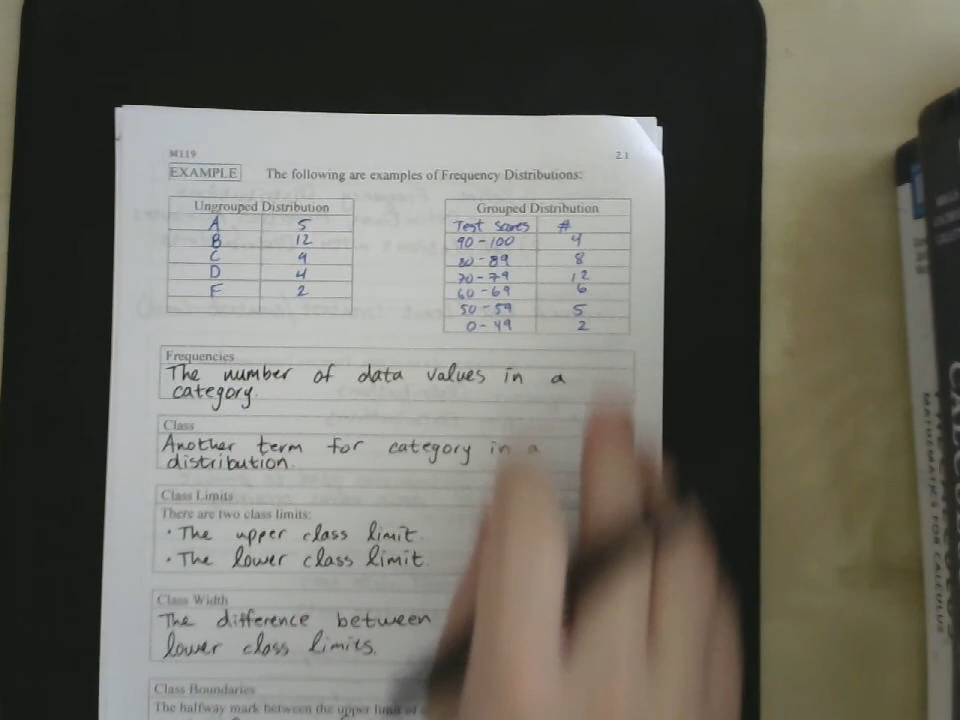 M119
2.1
EXAMPLE The following are examples of Frequency Distributions:
Ungrouped Distribution
A 5
B 12
C 9
D 4
F 2
Grouped Distribution
Test Scores #
90-100 4
80-89 8
70-79 12
60-69 6
50-59 5
0-49 2
Frequencies
The number of data values in a
category.
Class
Another term for category in a
distribution.
Class Limits
There are two class limits:
• The upper class limit.
• The lower class limit.
Class Width
The difference between
lower class limits.
Class Boundaries
The halfway mark between the upper limit of
MATHEMATICS FOR CALCULUS